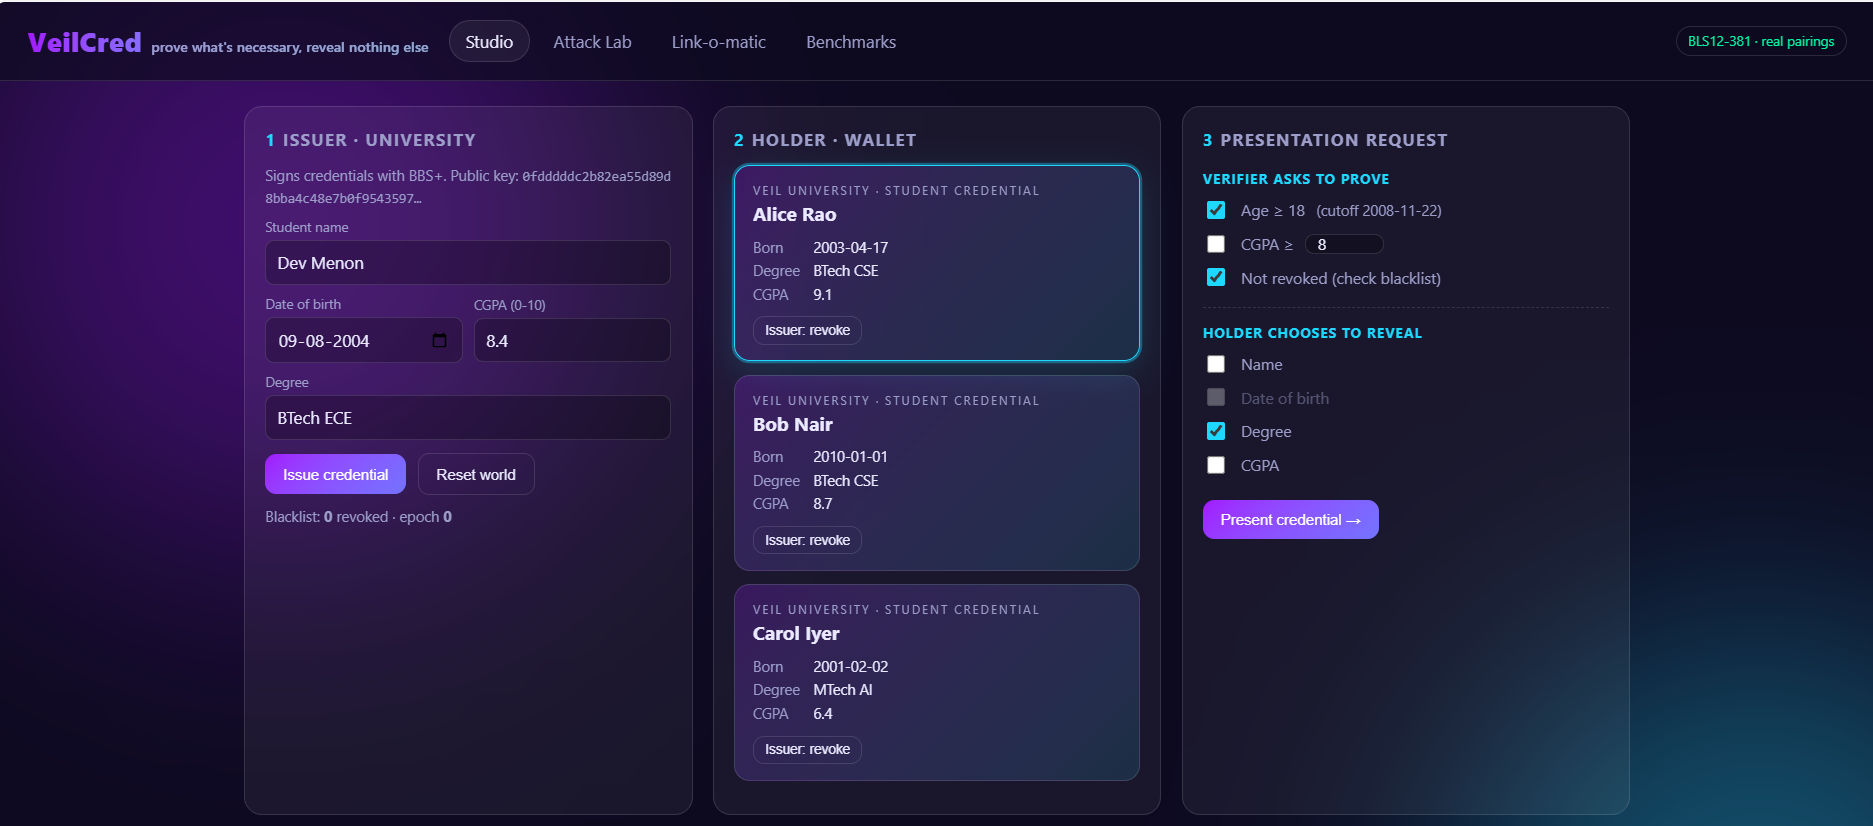 VeilCred prove what's necessary, reveal nothing else Studio Attack Lab Link-o-matic Benchmarks BLS12-381 · real pairings
1 ISSUER · UNIVERSITY
Signs credentials with BBS+. Public key: 0fdddddc2b82ea55d89d
8bba4c48e7b0f9543597…
Student name
Dev Menon
Date of birth CGPA (0-10)
09-08-2004 8.4
Degree
BTech ECE
Issue credential Reset world
Blacklist: 0 revoked · epoch 0
2 HOLDER · WALLET
VEIL UNIVERSITY · STUDENT CREDENTIAL
Alice Rao
Born 2003-04-17
Degree BTech CSE
CGPA 9.1
Issuer: revoke
VEIL UNIVERSITY · STUDENT CREDENTIAL
Bob Nair
Born 2010-01-01
Degree BTech CSE
CGPA 8.7
Issuer: revoke
VEIL UNIVERSITY · STUDENT CREDENTIAL
Carol Iyer
Born 2001-02-02
Degree MTech AI
CGPA 6.4
Issuer: revoke
3 PRESENTATION REQUEST
VERIFIER ASKS TO PROVE
Age ≥ 18 (cutoff 2008-11-22)
CGPA ≥ 8
Not revoked (check blacklist)
HOLDER CHOOSES TO REVEAL
Name
Date of birth
Degree
CGPA
Present credential →